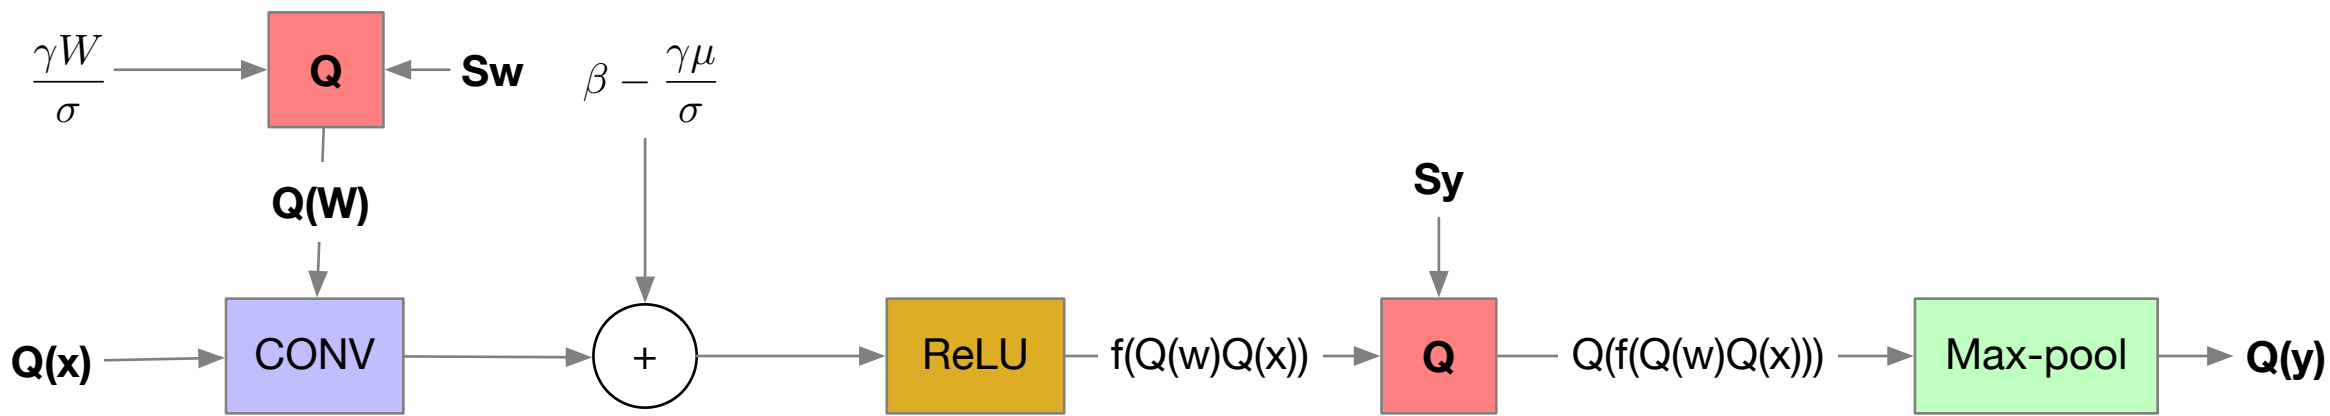 γW/σ
Q
Sw
β − γμ/σ
Q(W)
Sy
Q(x)
CONV
+
ReLU
f(Q(w)Q(x))
Q
Q(f(Q(w)Q(x)))
Max-pool
Q(y)